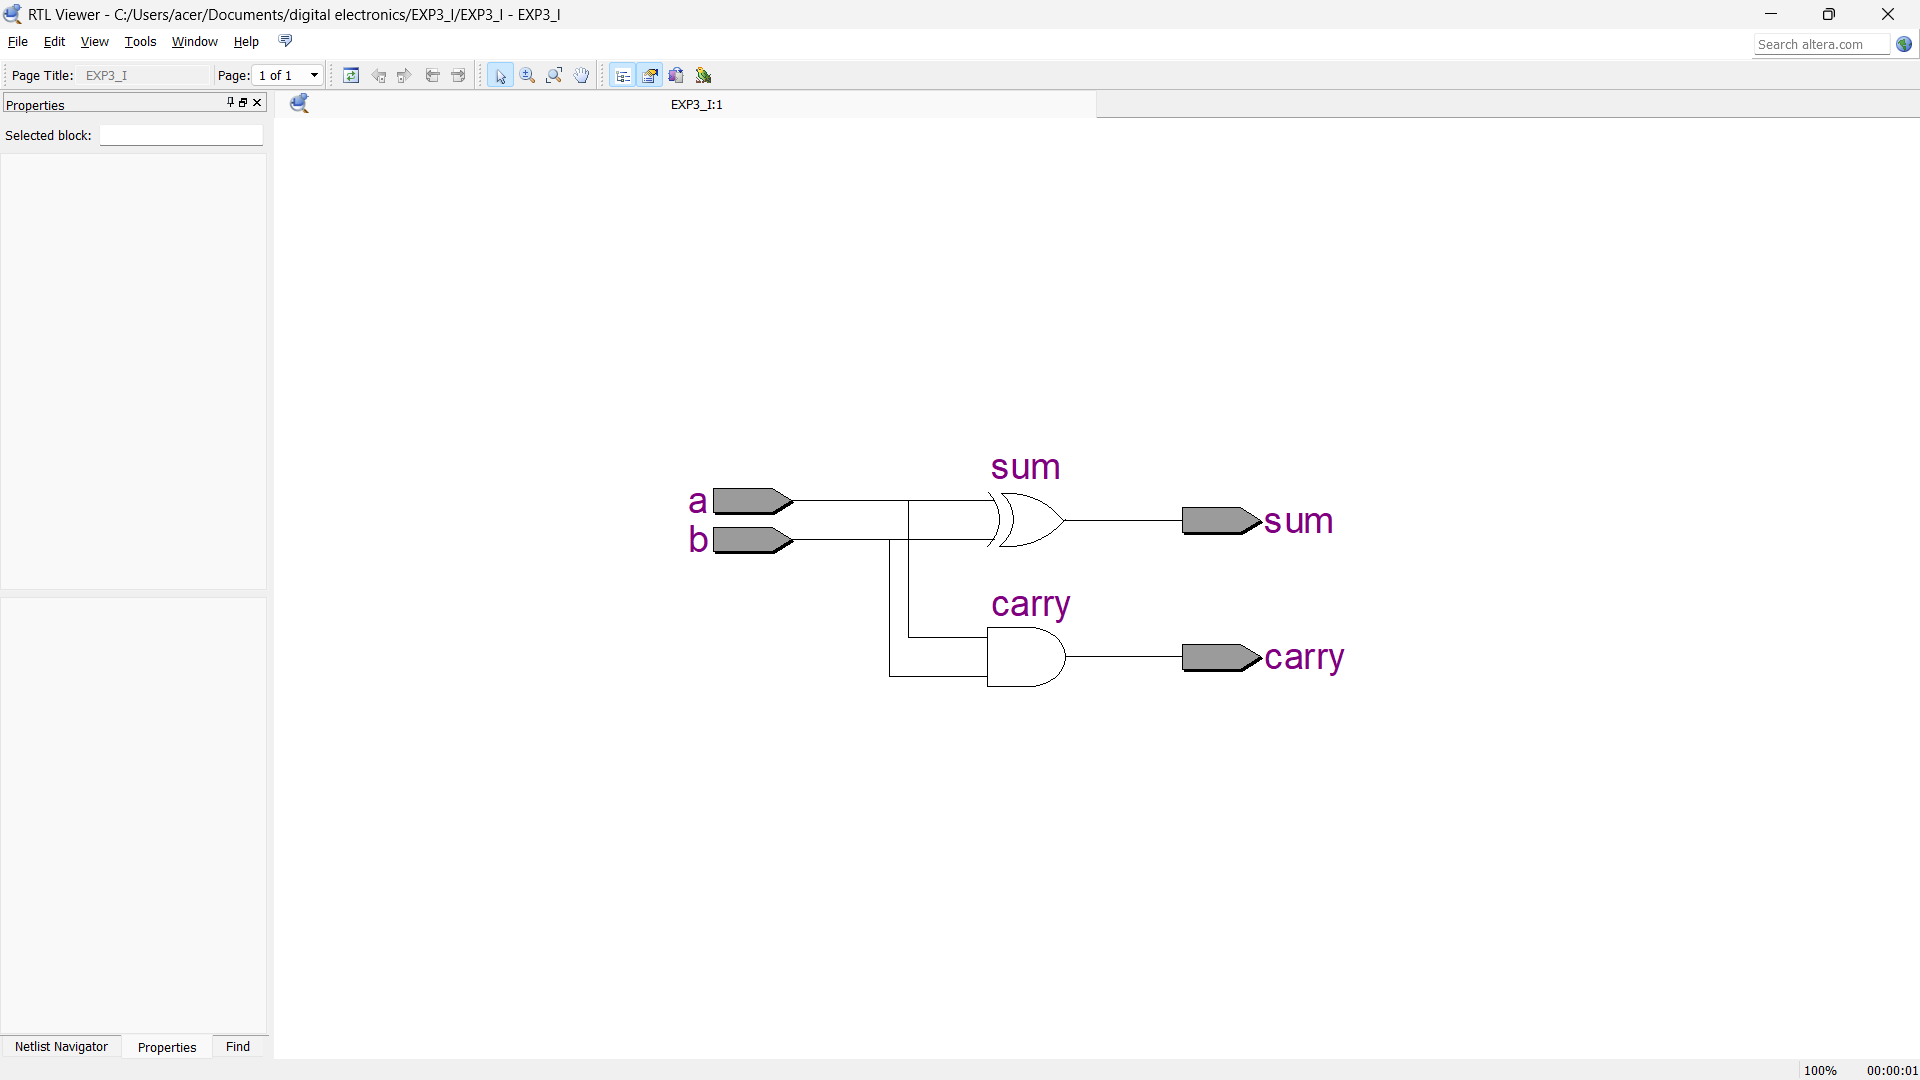 RTL Viewer - C:/Users/acer/Documents/digital electronics/EXP3_I/EXP3_I - EXP3_I
File Edit View Tools Window Help
Search altera.com
Page Title: EXP3_I Page: 1 of 1
Properties
EXP3_I:1
Selected block:
sum
a
sum
b
carry
carry
Netlist Navigator Properties Find
100% 00:00:01